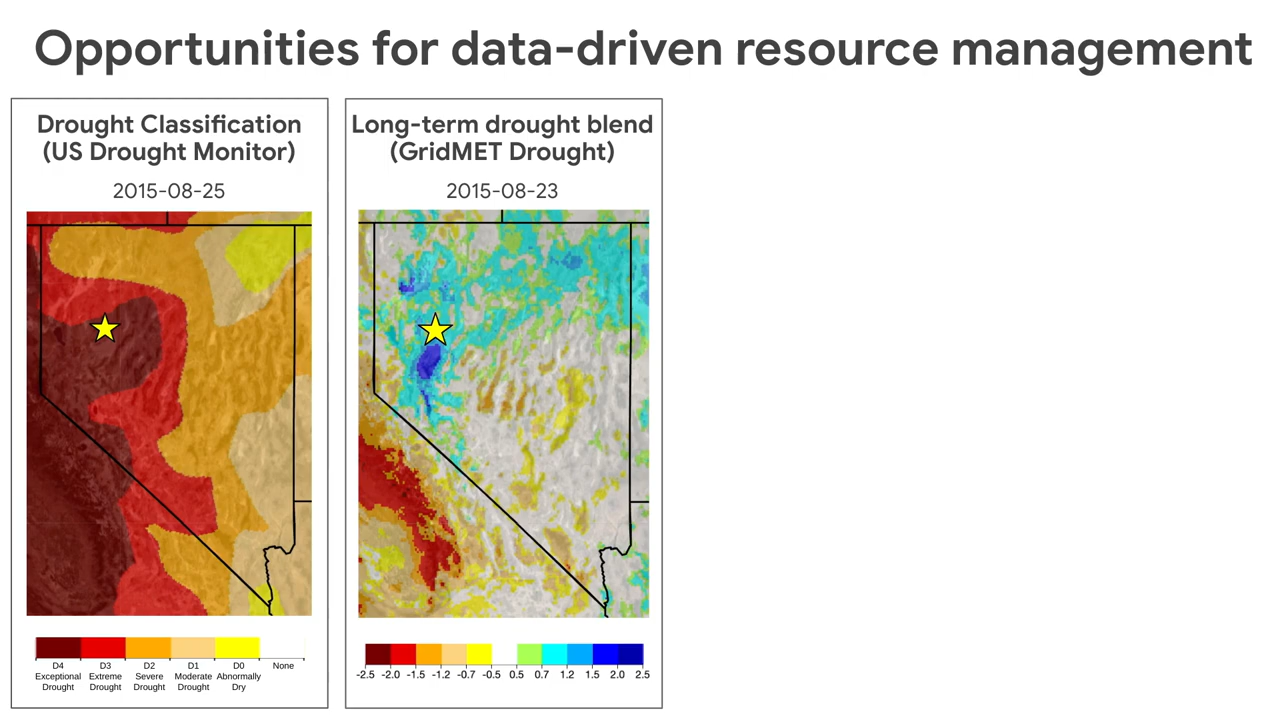 Opportunities for data-driven resource management
Drought Classification
(US Drought Monitor)
2015-08-25
D4
Exceptional
Drought
D3
Extreme
Drought
D2
Severe
Drought
D1
Moderate
Drought
D0
Abnormally
Dry
None
Long-term drought blend
(GridMET Drought)
2015-08-23
-2.5 -2.0 -1.5 -1.2 -0.7 -0.5 0.5 0.7 1.2 1.5 2.0 2.5